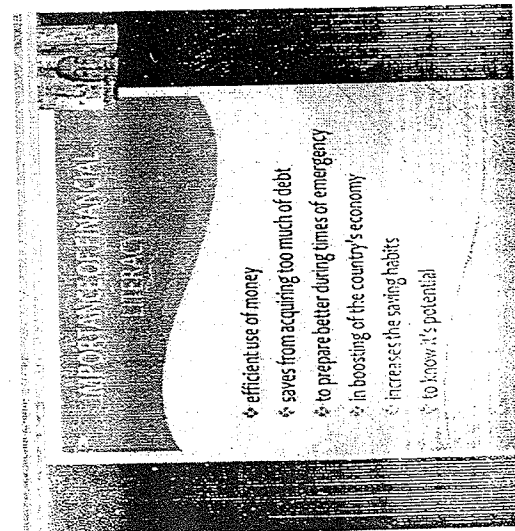 IMPORTANCE OF FINANCIAL
LITERACY
❖ efficient use of money
❖ saves from acquiring too much of debt
❖ to prepare better during times of emergency
❖ in boosting of the country's economy
❖ increases the saving habits
❖ to know it's potential